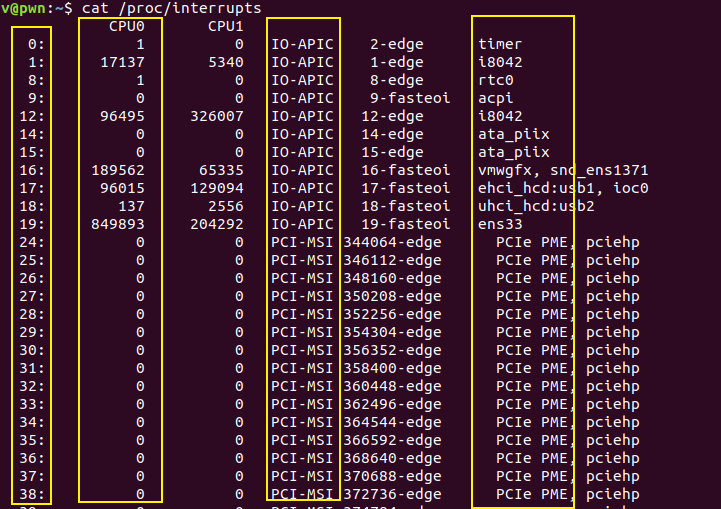 v@pwn:~$ cat /proc/interrupts
CPU0 CPU1
0: 1 0 IO-APIC 2-edge timer
1: 17137 5340 IO-APIC 1-edge i8042
8: 1 0 IO-APIC 8-edge rtc0
9: 0 0 IO-APIC 9-fasteoi acpi
12: 96495 326007 IO-APIC 12-edge i8042
14: 0 0 IO-APIC 14-edge ata_piix
15: 0 0 IO-APIC 15-edge ata_piix
16: 189562 65335 IO-APIC 16-fasteoi vmwgfx, snd_ens1371
17: 96015 129094 IO-APIC 17-fasteoi ehci_hcd:usb1, ioc0
18: 137 2556 IO-APIC 18-fasteoi uhci_hcd:usb2
19: 849893 204292 IO-APIC 19-fasteoi ens33
24: 0 0 PCI-MSI 344064-edge PCIe PME, pciehp
25: 0 0 PCI-MSI 346112-edge PCIe PME, pciehp
26: 0 0 PCI-MSI 348160-edge PCIe PME, pciehp
27: 0 0 PCI-MSI 350208-edge PCIe PME, pciehp
28: 0 0 PCI-MSI 352256-edge PCIe PME, pciehp
29: 0 0 PCI-MSI 354304-edge PCIe PME, pciehp
30: 0 0 PCI-MSI 356352-edge PCIe PME, pciehp
31: 0 0 PCI-MSI 358400-edge PCIe PME, pciehp
32: 0 0 PCI-MSI 360448-edge PCIe PME, pciehp
33: 0 0 PCI-MSI 362496-edge PCIe PME, pciehp
34: 0 0 PCI-MSI 364544-edge PCIe PME, pciehp
35: 0 0 PCI-MSI 366592-edge PCIe PME, pciehp
36: 0 0 PCI-MSI 368640-edge PCIe PME, pciehp
37: 0 0 PCI-MSI 370688-edge PCIe PME, pciehp
38: 0 0 PCI-MSI 372736-edge PCIe PME, pciehp